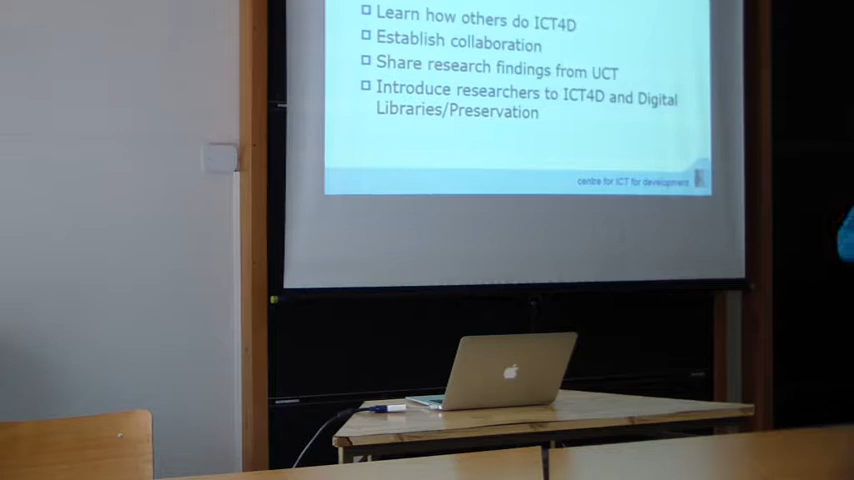 Learn how others do ICT4D
Establish collaboration
Share research findings from UCT
Introduce researchers to ICT4D and Digital
Libraries/Preservation
centre for ICT for development